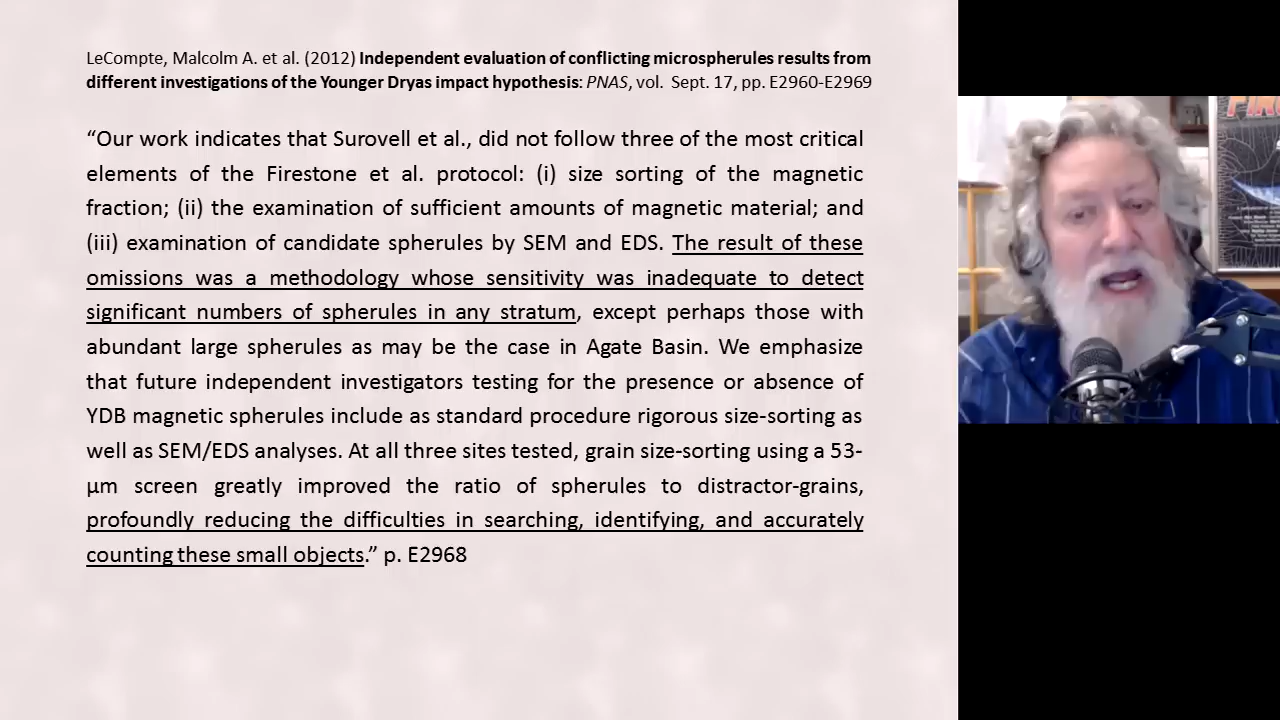 LeCompte, Malcolm A. et al. (2012) Independent evaluation of conflicting microspherules results from
different investigations of the Younger Dryas impact hypothesis: PNAS, vol. Sept. 17, pp. E2960-E2969
“Our work indicates that Surovell et al., did not follow three of the most critical
elements of the Firestone et al. protocol: (i) size sorting of the magnetic
fraction; (ii) the examination of sufficient amounts of magnetic material; and
(iii) examination of candidate spherules by SEM and EDS. The result of these
omissions was a methodology whose sensitivity was inadequate to detect
significant numbers of spherules in any stratum, except perhaps those with
abundant large spherules as may be the case in Agate Basin. We emphasize
that future independent investigators testing for the presence or absence of
YDB magnetic spherules include as standard procedure rigorous size-sorting as
well as SEM/EDS analyses. At all three sites tested, grain size-sorting using a 53-
µm screen greatly improved the ratio of spherules to distractor-grains,
profoundly reducing the difficulties in searching, identifying, and accurately
counting these small objects.” p. E2968